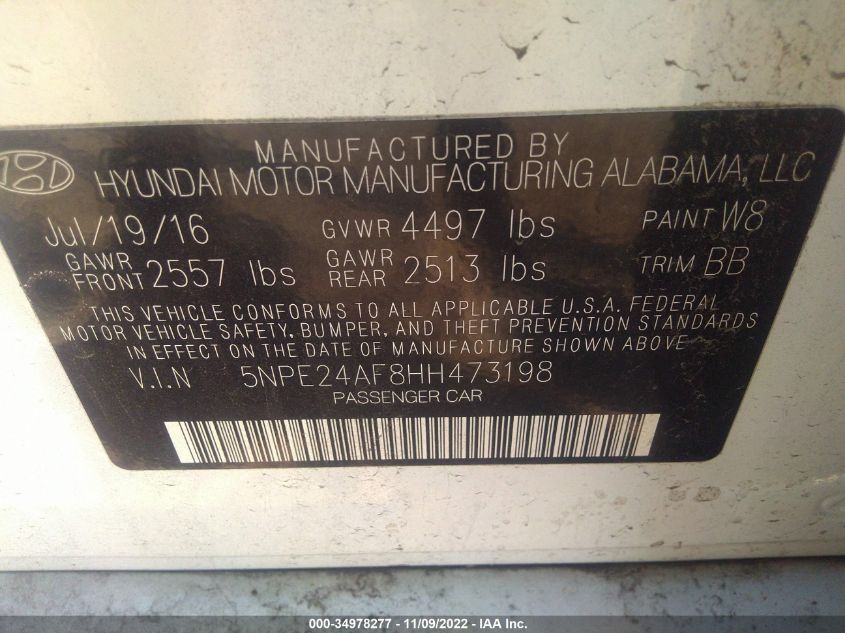 MANUFACTURED BY
HYUNDAI MOTOR MANUFACTURING ALABAMA, LLC
Jul/19/16 GVWR 4497 lbs PAINT W8
GAWR FRONT 2557 lbs GAWR REAR 2513 lbs TRIM BB
THIS VEHICLE CONFORMS TO ALL APPLICABLE U.S.A. FEDERAL
MOTOR VEHICLE SAFETY, BUMPER, AND THEFT PREVENTION STANDARDS
IN EFFECT ON THE DATE OF MANUFACTURE SHOWN ABOVE
V.I.N 5NPE24AF8HH473198
PASSENGER CAR
000-34978277 - 11/09/2022 - IAA Inc.